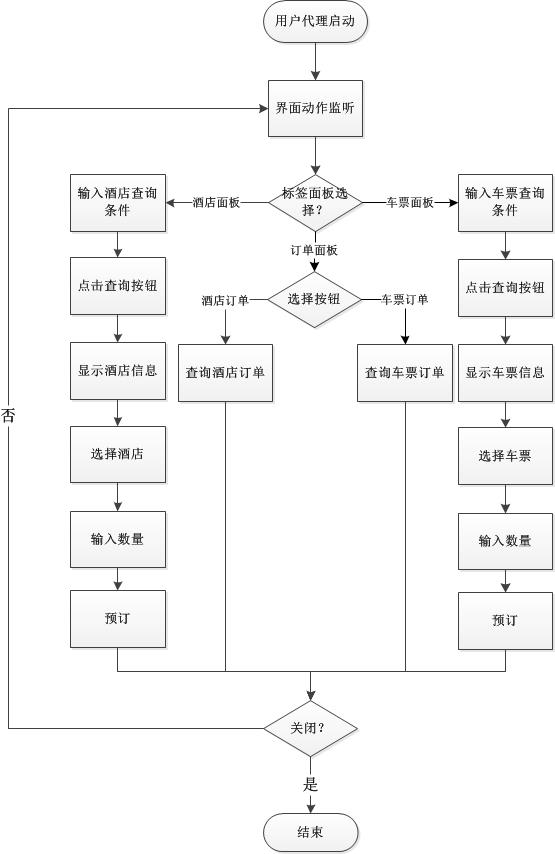 用户代理启动
界面动作监听
输入酒店查询
条件
酒店面板
标签面板选
择？
车票面板
输入车票查询
条件
订单面板
点击查询按钮
选择按钮
点击查询按钮
酒店订单
车票订单
显示酒店信息
查询酒店订单
查询车票订单
显示车票信息
否
选择酒店
选择车票
输入数量
输入数量
预订
预订
关闭？
是
结束